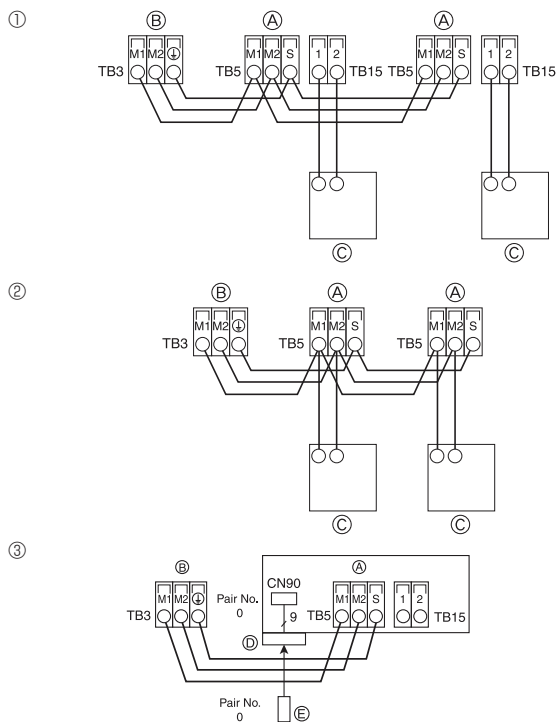 ①
Ⓑ Ⓐ Ⓐ
M1 M2 ⏚ M1 M2 S 1 2 M1 M2 S 1 2
TB3 TB5 TB15 TB5 TB15
Ⓒ Ⓒ
②
Ⓑ Ⓐ Ⓐ
M1 M2 ⏚ M1 M2 S M1 M2 S
TB3 TB5 TB5
Ⓒ Ⓒ
③
Ⓑ Ⓐ
CN90
M1 M2 ⏚ Pair No. M1 M2 S 1 2
TB3 0 9 TB5 TB15
Ⓓ
Pair No.
0 Ⓔ